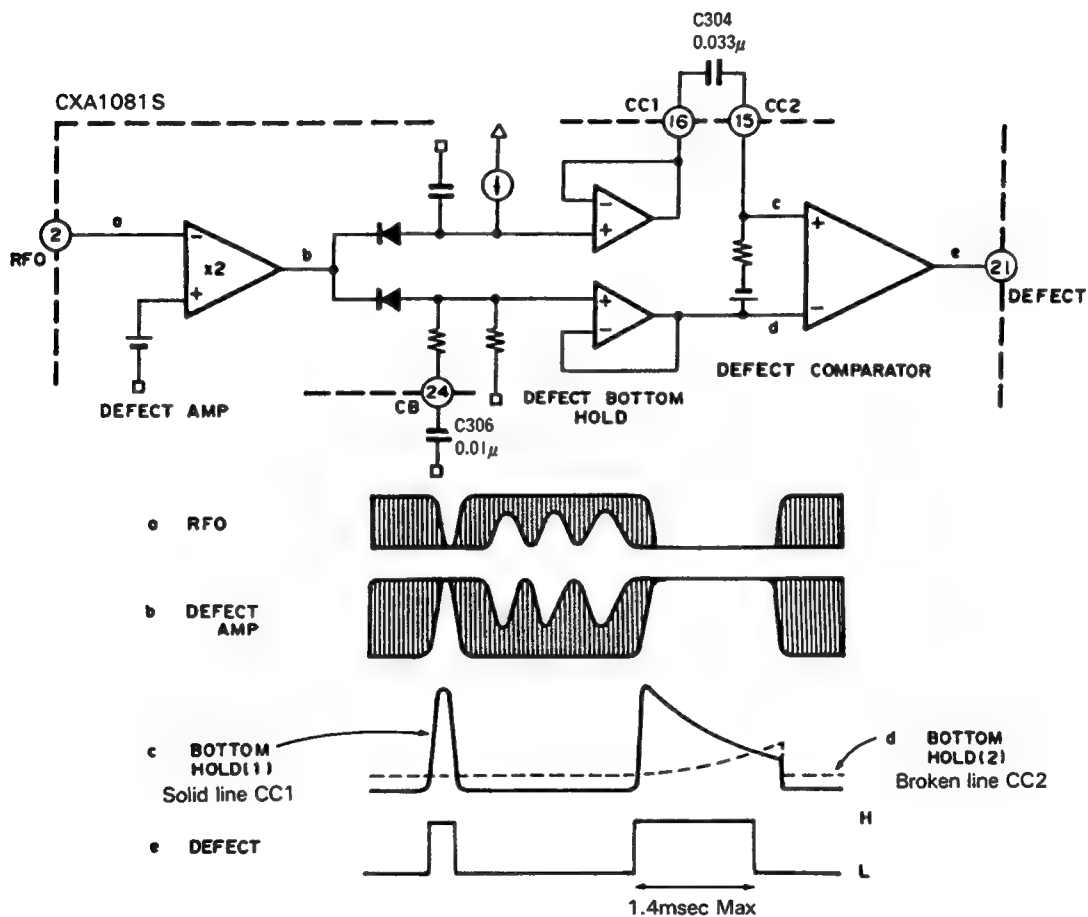 C304
0.033μ
CXA1081S
CC1
16
15
CC2
2
RFO
a
−
×2
+
b
−
+
c
+
−
e
21
DEFECT
+
−
d
DEFECT AMP
24
CB
C306
0.01μ
DEFECT BOTTOM
HOLD
DEFECT COMPARATOR
a RFO
b DEFECT
AMP
c BOTTOM
HOLD(1)
Solid line CC1
d BOTTOM
HOLD(2)
Broken line CC2
e DEFECT
H
L
1.4msec Max